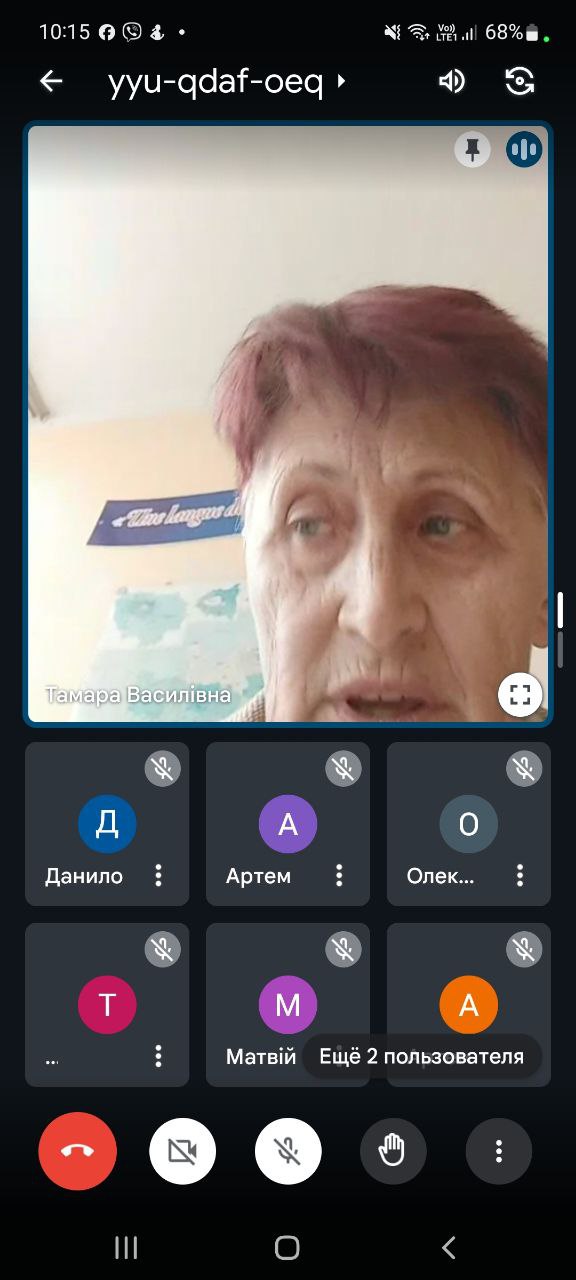 10:15
Vo))
LTE1
68%
yyu-qdaf-oeq
«Une langue d
Тамара Василівна
Д
А
О
Данило
Артем
Олек...
Т
М
А
...
Матвій
Ещё 2 пользователя